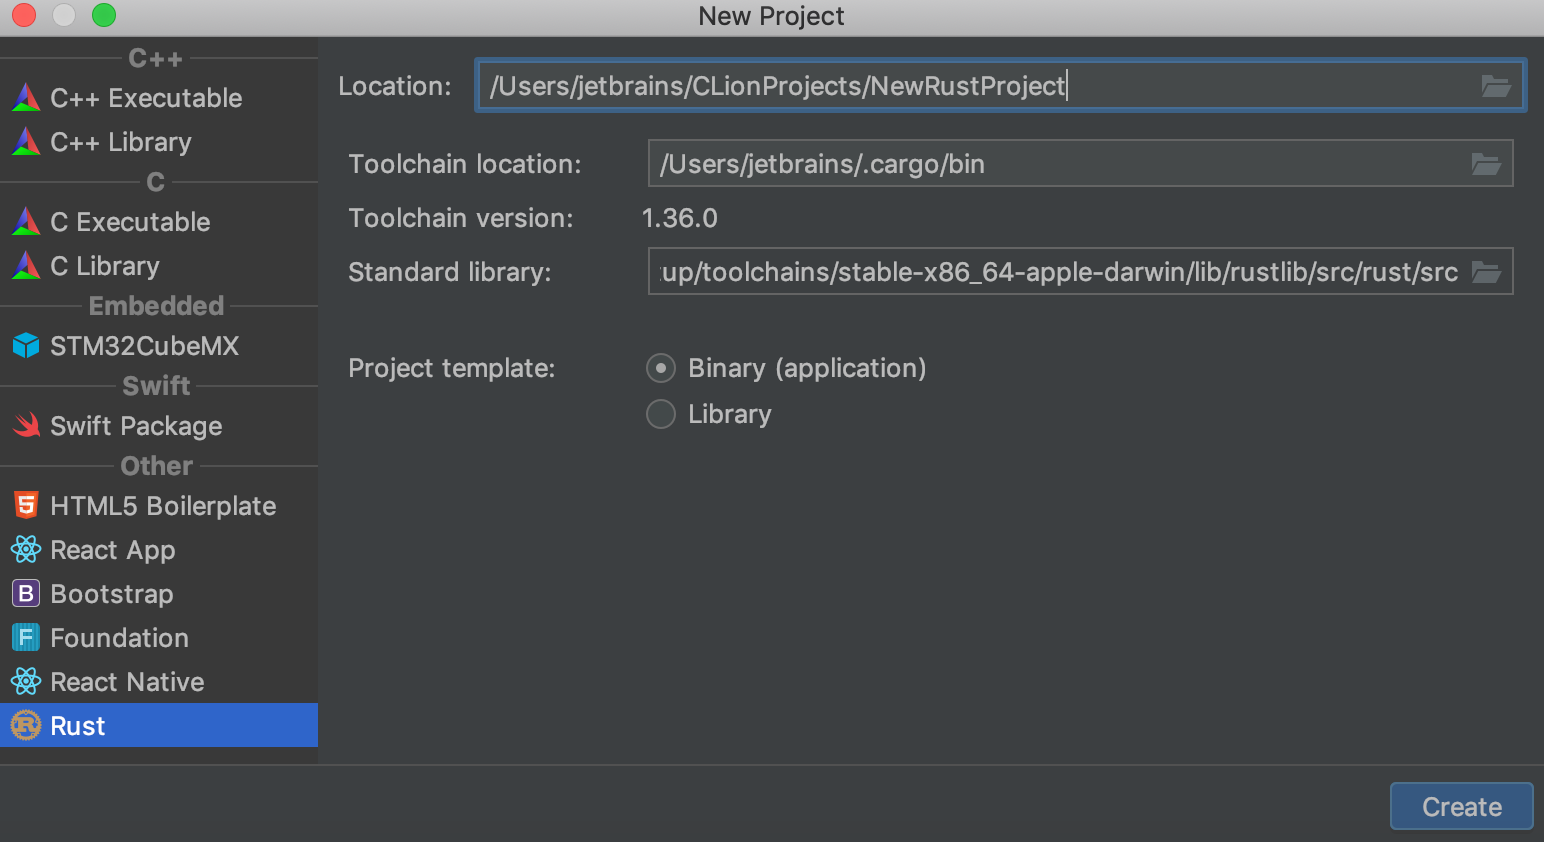 New Project
C++
C++ Executable
C++ Library
C
C Executable
C Library
Embedded
STM32CubeMX
Swift
Swift Package
Other
HTML5 Boilerplate
React App
B Bootstrap
F Foundation
React Native
R Rust
Location: /Users/jetbrains/CLionProjects/NewRustProject
Toolchain location: /Users/jetbrains/.cargo/bin
Toolchain version: 1.36.0
Standard library: up/toolchains/stable-x86_64-apple-darwin/lib/rustlib/src/rust/src
Project template: Binary (application)
Library
Create